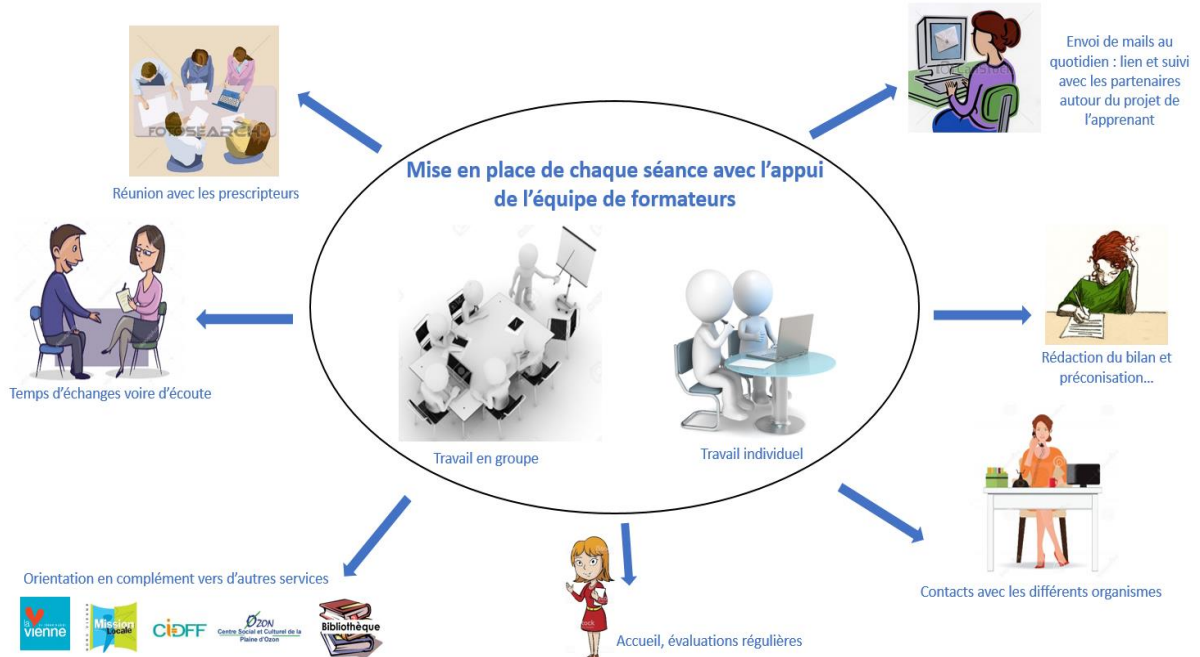 FOTOSEARCH
Réunion avec les prescripteurs
Envoi de mails au
quotidien : lien et suivi
avec les partenaires
autour du projet de
l'apprenant
Mise en place de chaque séance avec l'appui
de l'équipe de formateurs
Temps d'échanges voire d'écoute
Travail en groupe
Travail individuel
Rédaction du bilan et
préconisation…
Contacts avec les différents organismes
Orientation en complément vers d'autres services
la
vienne
Mission
Locale
CiDFF
OZON
Centre Social et Culturel de la
Plaine d'Ozon
Bibliothèque
Accueil, évaluations régulières